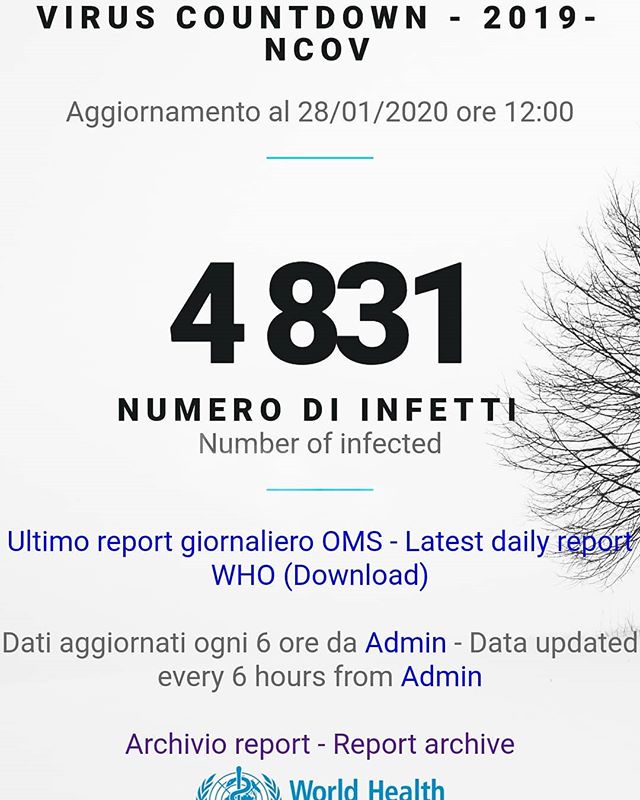 VIRUS COUNTDOWN - 2019-
NCOV
Aggiornamento al 28/01/2020 ore 12:00
4 831
NUMERO DI INFETTI
Number of infected
Ultimo report giornaliero OMS - Latest daily report
WHO (Download)
Dati aggiornati ogni 6 ore da Admin - Data updated
every 6 hours from Admin
Archivio report - Report archive
World Health